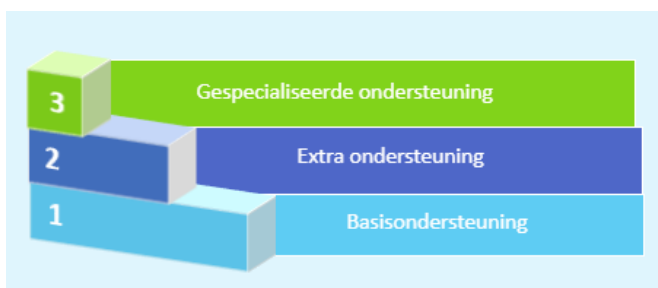 3 Gespecialiseerde ondersteuning
2 Extra ondersteuning
1 Basisondersteuning